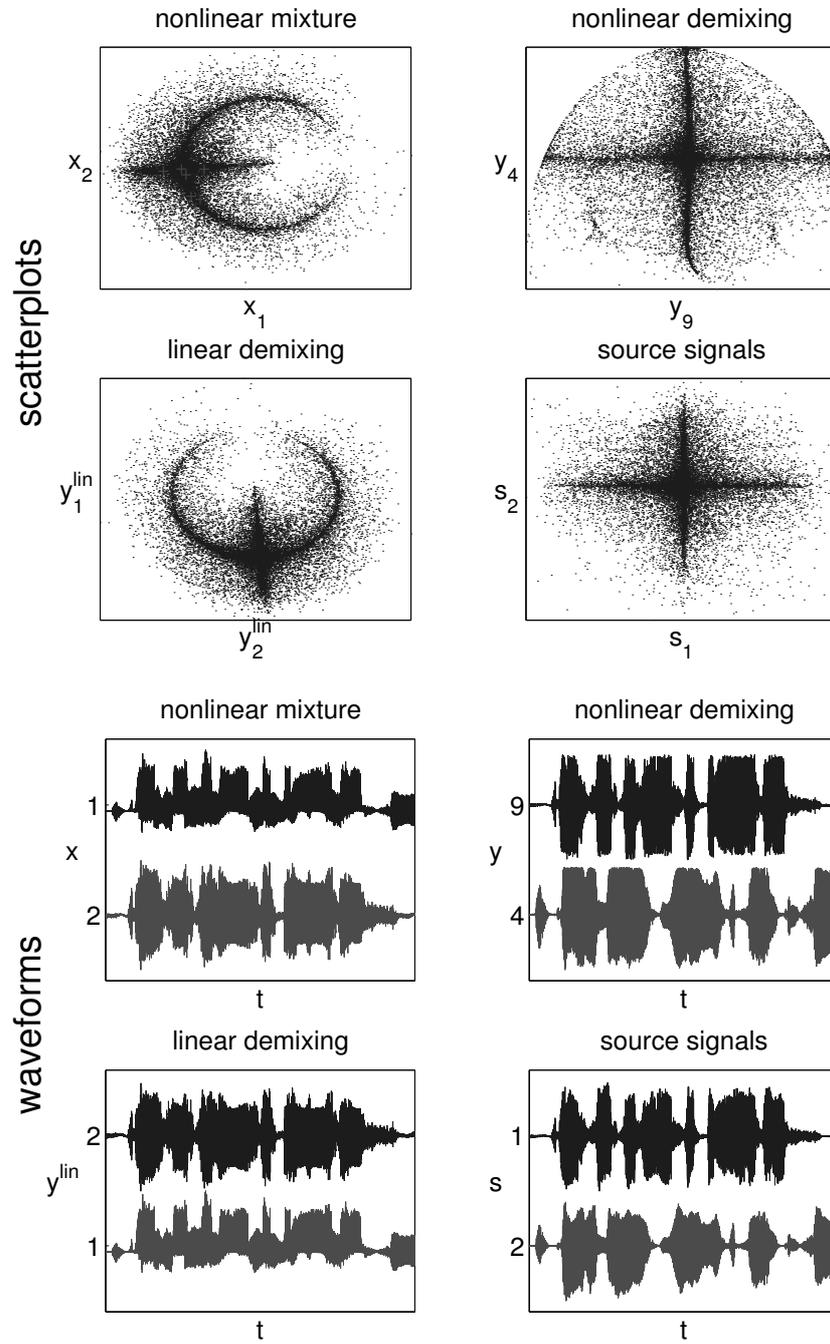 scatterplots
nonlinear mixture
x2
x1
nonlinear demixing
y4
y9
linear demixing
y1lin
y2lin
source signals
s2
s1
waveforms
nonlinear mixture
1
x
2
t
nonlinear demixing
9
y
4
t
linear demixing
2
ylin
1
t
source signals
1
s
2
t